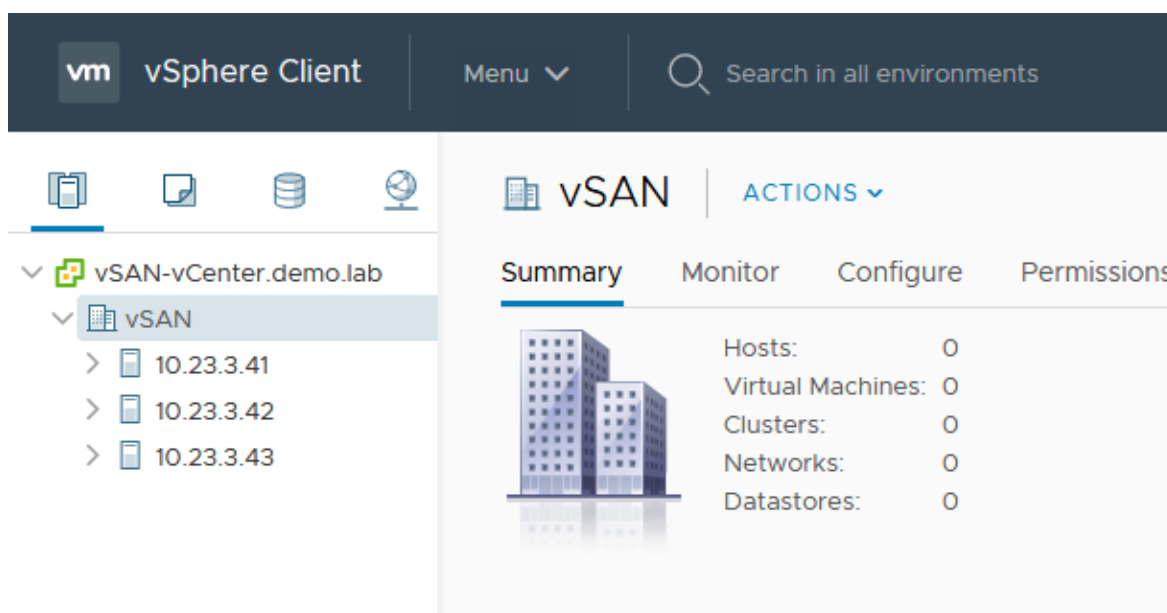 vm vSphere Client Menu Search in all environments
vSAN ACTIONS
vSAN-vCenter.demo.lab
vSAN
10.23.3.41
10.23.3.42
10.23.3.43
Summary Monitor Configure Permissions
Hosts: 0
Virtual Machines: 0
Clusters: 0
Networks: 0
Datastores: 0